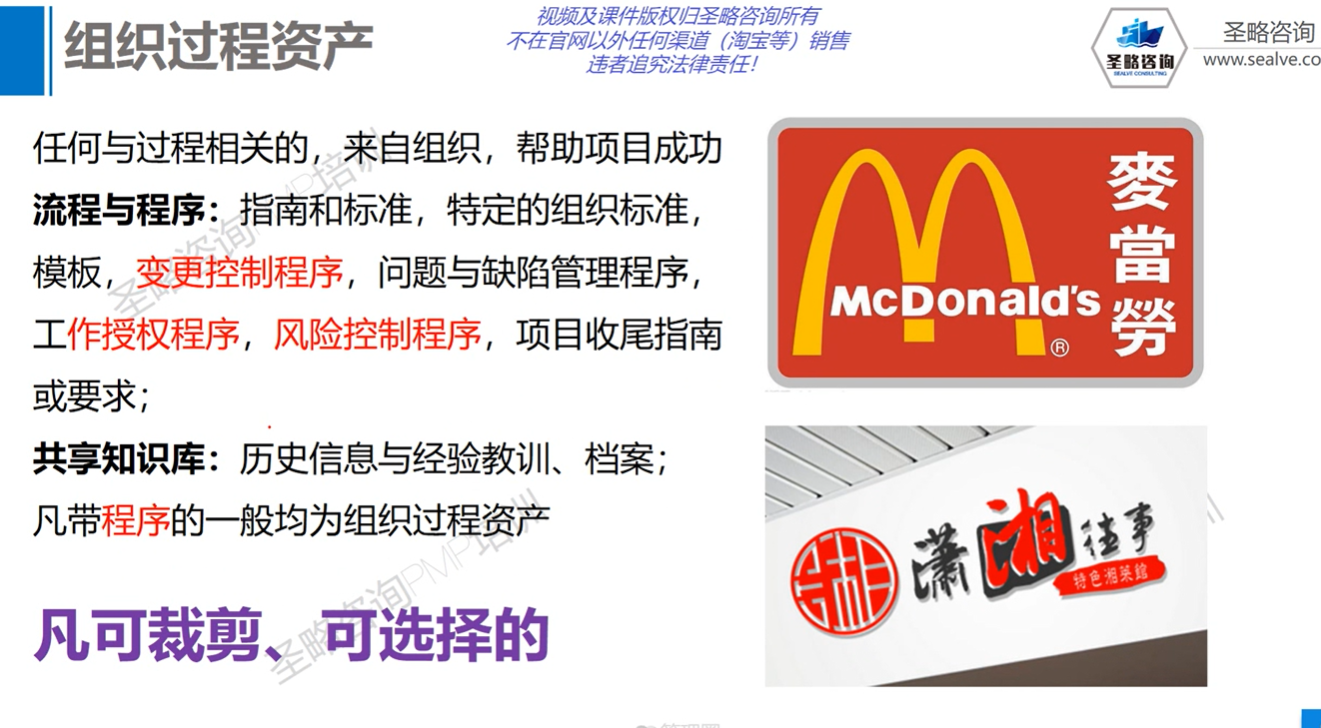 组织过程资产
视频及课件版权归圣略咨询所有
不在官网以外任何渠道（淘宝等）销售
违者追究法律责任！
圣略咨询
SEALVE CONSULTING
圣略咨询
www.sealve.co
任何与过程相关的，来自组织，帮助项目成功
流程与程序：指南和标准，特定的组织标准，
模板，变更控制程序，问题与缺陷管理程序，
工作授权程序，风险控制程序，项目收尾指南
或要求；
共享知识库：历史信息与经验教训、档案；
凡带程序的一般均为组织过程资产
凡可裁剪、可选择的
McDonald's
®
麥當勞
潇湘往事
特色湘菜館
圣略咨询PMP培训
圣略咨询PMP培训